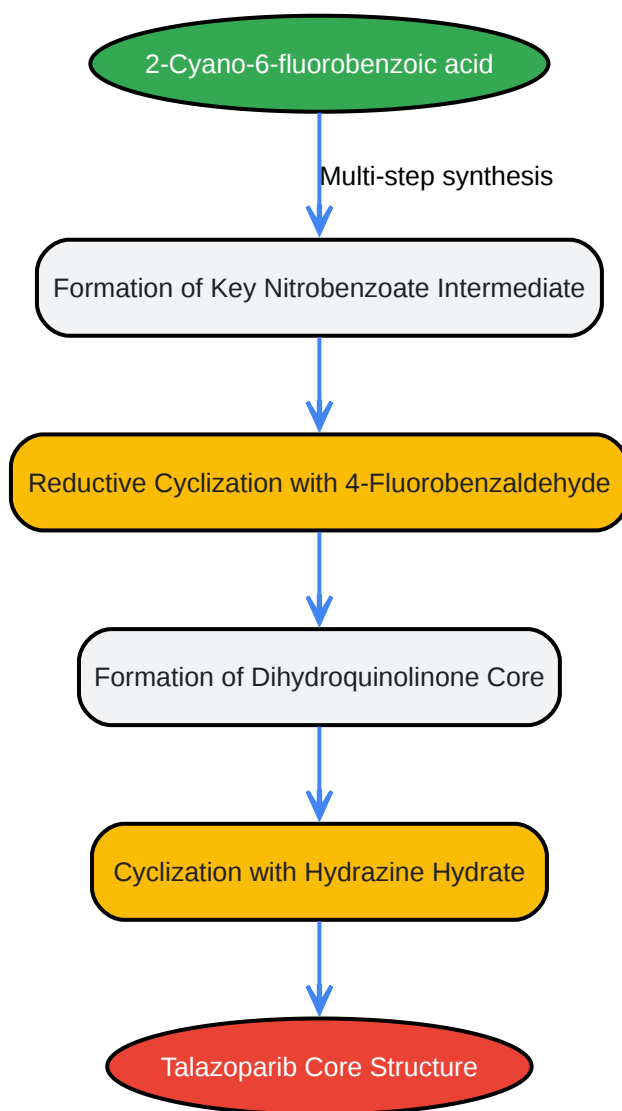 2-Cyano-6-fluorobenzoic acid
Multi-step synthesis
Formation of Key Nitrobenzoate Intermediate
Reductive Cyclization with 4-Fluorobenzaldehyde
Formation of Dihydroquinolinone Core
Cyclization with Hydrazine Hydrate
Talazoparib Core Structure